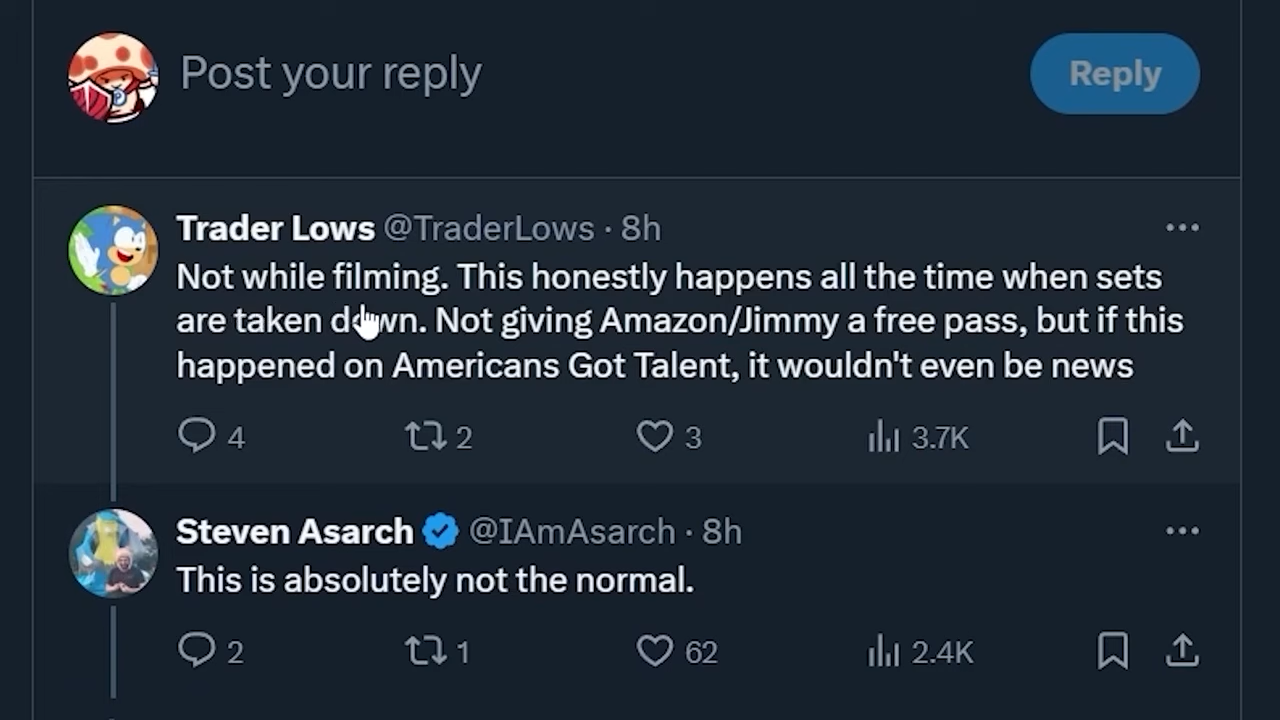 Post your reply
Reply
Trader Lows @TraderLows · 8h
Not while filming. This honestly happens all the time when sets
are taken down. Not giving Amazon/Jimmy a free pass, but if this
happened on Americans Got Talent, it wouldn't even be news
4 2 3 3.7K
Steven Asarch @IAmAsarch · 8h
This is absolutely not the normal.
2 1 62 2.4K